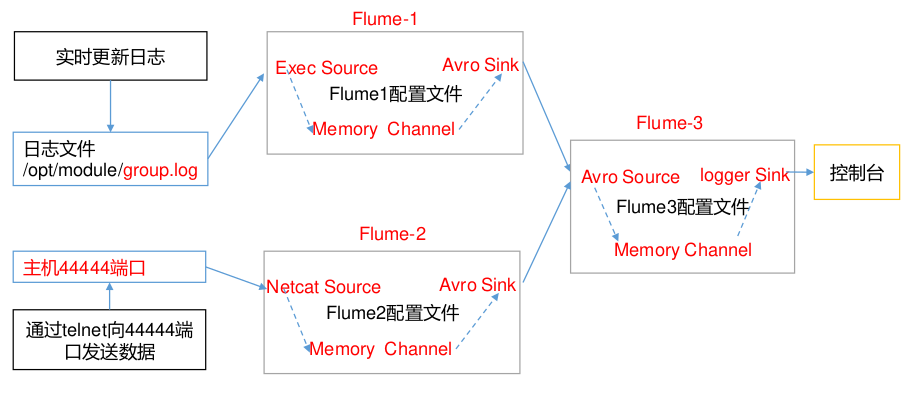 Flume-1
实时更新日志
Exec Source
Avro Sink
Flume1配置文件
Memory Channel
日志文件
/opt/module/group.log
Flume-3
Avro Source
logger Sink
Flume3配置文件
Memory Channel
控制台
Flume-2
主机44444端口
Netcat Source
Avro Sink
Flume2配置文件
Memory Channel
通过telnet向44444端
口发送数据